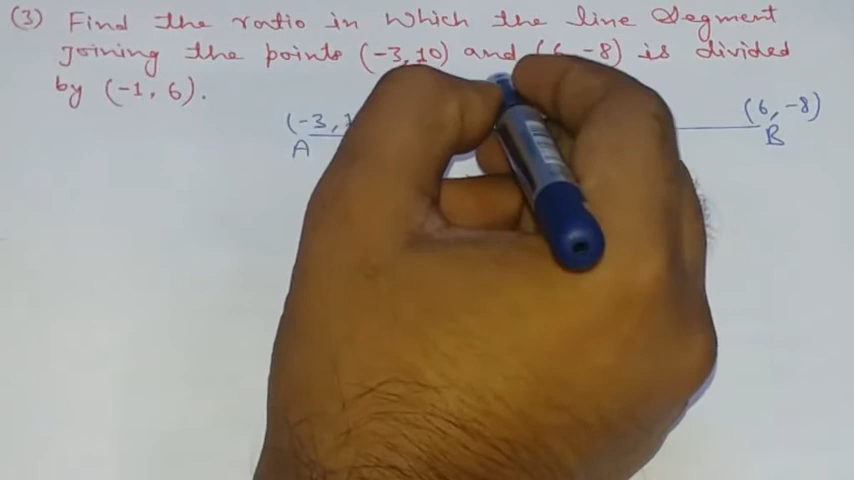 (3) Find the ratio in which the line segment
joining the points (-3,10) and (6, -8) is divided
by (-1, 6).
(-3, (6, -8)
A B